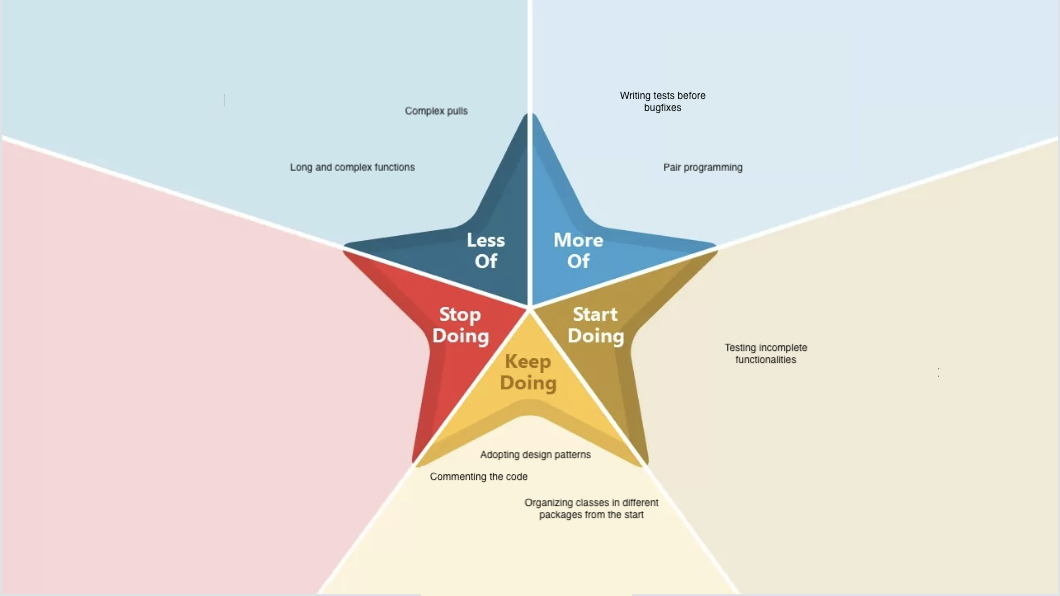 Complex pulls
Long and complex functions
Writing tests before
bugfixes
Pair programming
Less
Of
More
Of
Stop
Doing
Start
Doing
Keep
Doing
Testing incomplete
functionalities
Adopting design patterns
Commenting the code
Organizing classes in different
packages from the start